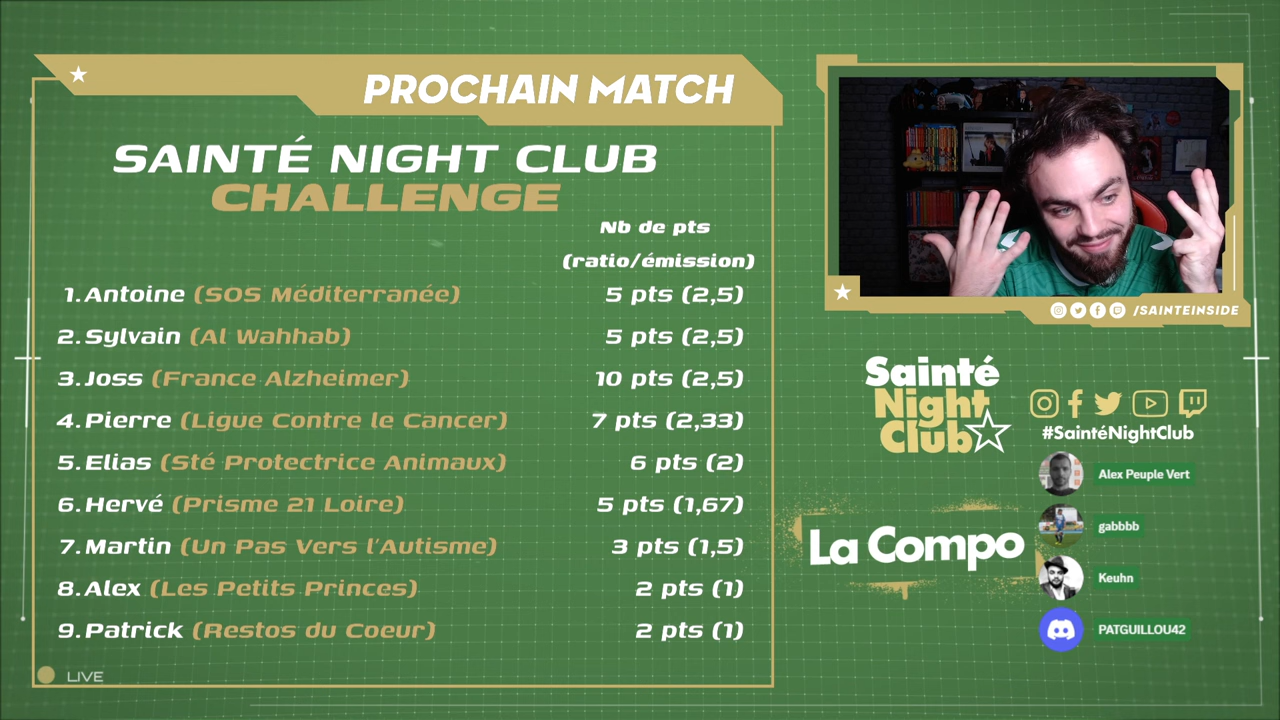 PROCHAIN MATCH
SAINTÉ NIGHT CLUB
CHALLENGE
Nb de pts
(ratio/émission)
1. Antoine (SOS Méditerranée) 5 pts (2,5)
2. Sylvain (Al Wahhab) 5 pts (2,5)
3. Joss (France Alzheimer) 10 pts (2,5)
4. Pierre (Ligue Contre le Cancer) 7 pts (2,33)
5. Elias (Sté Protectrice Animaux) 6 pts (2)
6. Hervé (Prisme 21 Loire) 5 pts (1,67)
7. Martin (Un Pas Vers l'Autisme) 3 pts (1,5)
8. Alex (Les Petits Princes) 2 pts (1)
9. Patrick (Restos du Coeur) 2 pts (1)
LIVE
/SAINTEINSIDE
Sainté
Night
Club
#SaintéNightClub
Alex Peuple Vert
gabbbb
La Compo
Keuhn
PATGUILLOU42